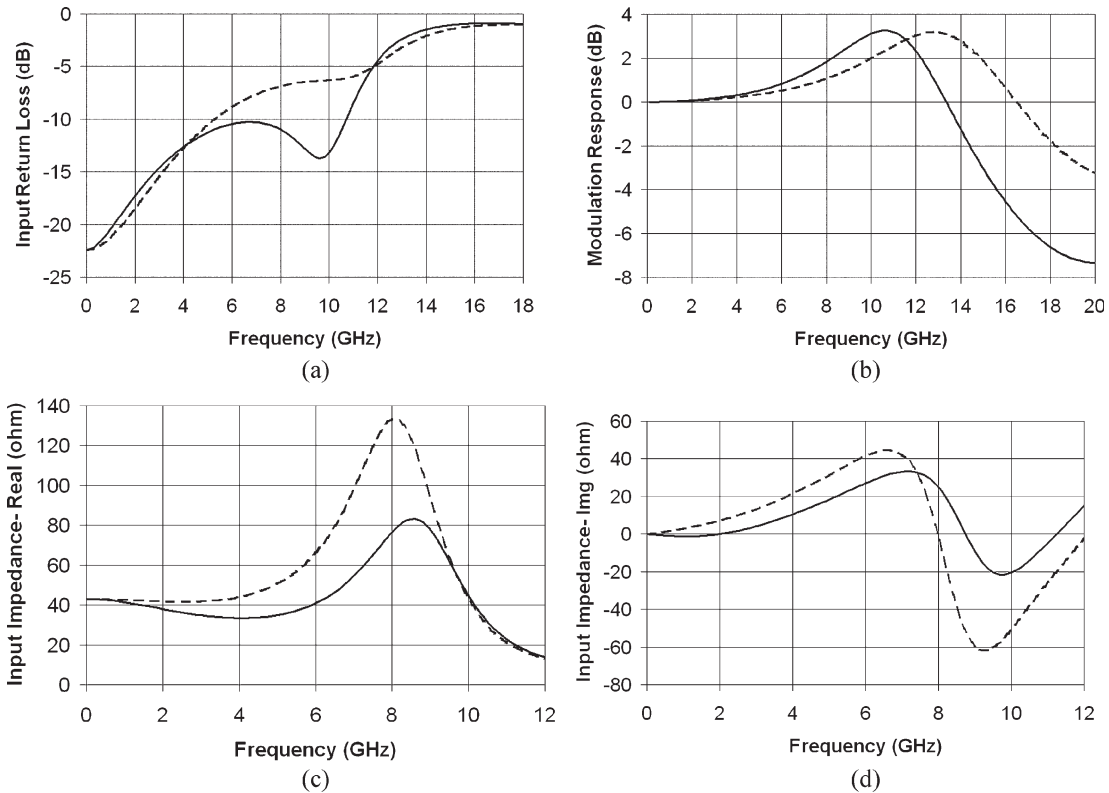 0
-5
-10
-15
-20
-25
Input Return Loss (dB)
0 2 4 6 8 10 12 14 16 18
Frequency (GHz)
(a)
4
2
0
-2
-4
-6
-8
Modulation Response (dB)
0 2 4 6 8 10 12 14 16 18 20
Frequency (GHz)
(b)
140
120
100
80
60
40
20
0
Input Impedance- Real (ohm)
0 2 4 6 8 10 12
Frequency (GHz)
(c)
60
40
20
0
-20
-40
-60
-80
Input Impedance- Img (ohm)
0 2 4 6 8 10 12
Frequency (GHz)
(d)